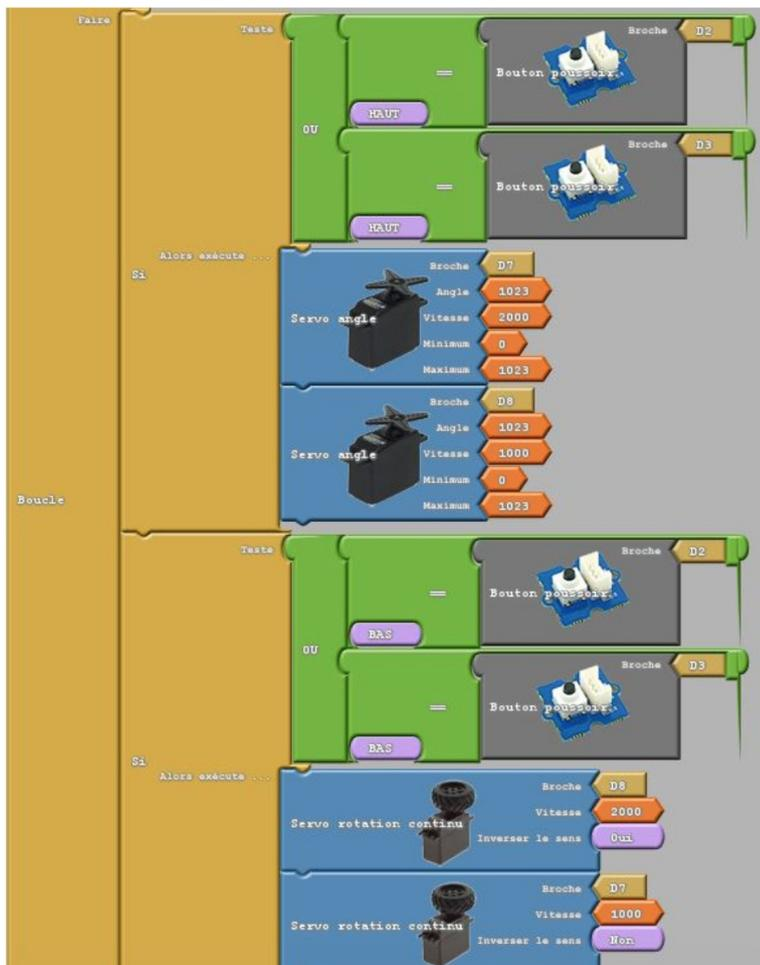 Faire
Teste
Broche D2
== Bouton poussoir
HAUT
OU
Broche D3
== Bouton poussoir
HAUT
Alors exécute ...
Si
Broche D7
Angle 1023
Servo angle
Vitesse 2000
Minimum 0
Maximum 1023
Broche D8
Angle 1023
Servo angle
Vitesse 1000
Minimum 0
Maximum 1023
Boucle
Teste
Broche D2
== Bouton poussoir
BAS
OU
Broche D3
== Bouton poussoir
BAS
Si
Alors exécute ...
Broche D8
Vitesse 2000
Servo rotation continu
Inverser le sens Oui
Broche D7
Vitesse 1000
Servo rotation continu
Inverser le sens Non